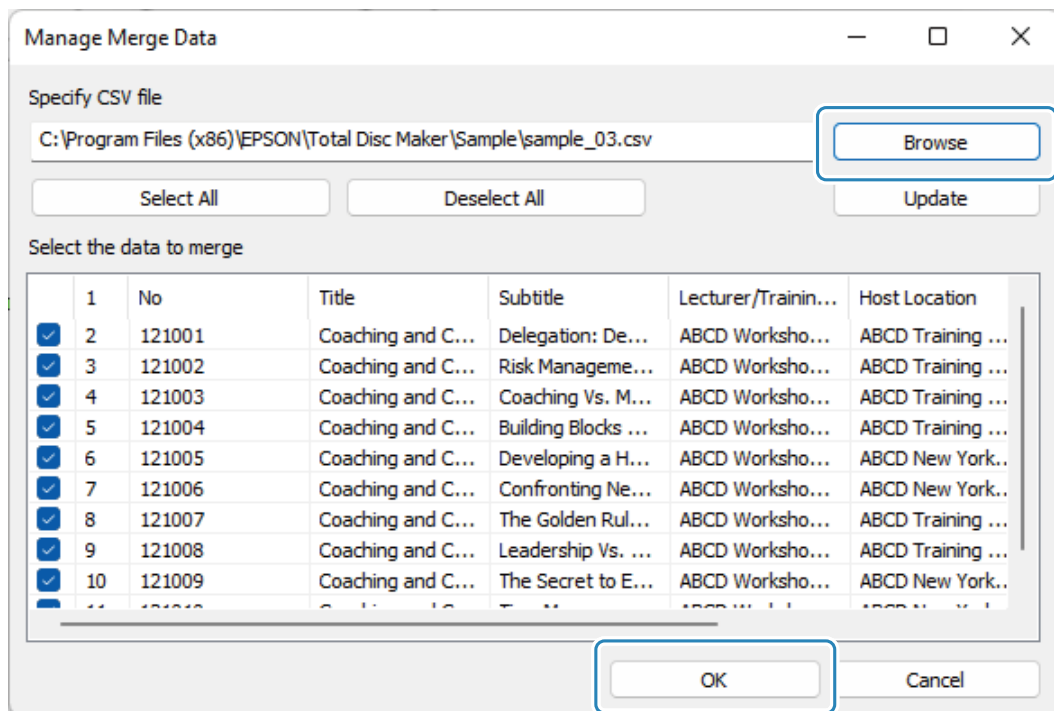 Manage Merge Data
Specify CSV file
C:\Program Files (x86)\EPSON\Total Disc Maker\Sample\sample_03.csv Browse
Select All Deselect All Update
Select the data to merge
1 No Title Subtitle Lecturer/Trainin... Host Location
2 121001 Coaching and C... Delegation: De... ABCD Worksho... ABCD Training ...
3 121002 Coaching and C... Risk Manageme... ABCD Worksho... ABCD Training ...
4 121003 Coaching and C... Coaching Vs. M... ABCD Worksho... ABCD Training ...
5 121004 Coaching and C... Building Blocks ... ABCD Worksho... ABCD Training ...
6 121005 Coaching and C... Developing a H... ABCD Worksho... ABCD New York..
7 121006 Coaching and C... Confronting Ne... ABCD Worksho... ABCD New York..
8 121007 Coaching and C... The Golden Rul... ABCD Worksho... ABCD Training ...
9 121008 Coaching and C... Leadership Vs. ... ABCD Worksho... ABCD Training ...
10 121009 Coaching and C... The Secret to E... ABCD Worksho... ABCD New York..
OK Cancel